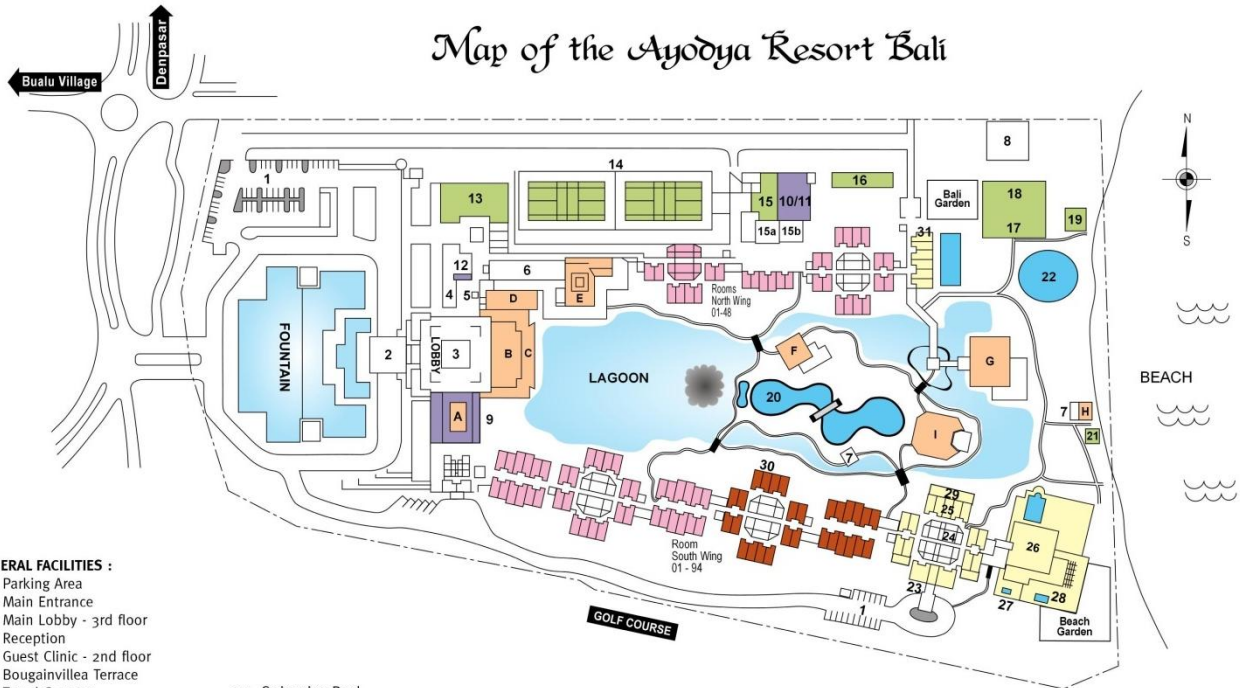 Map of the Ayodya Resort Bali
Denpasar
Bualu Village
N
S
8
1
14
13
15
10/11
16
Bali
Garden
18
17
19
15a
15b
31
12
6
E
4
5
D
Rooms
North Wing
01-48
22
FOUNTAIN
2
LOBBY
3
B
C
LAGOON
F
G
BEACH
20
A
9
7
H
21
I
7
30
29
25
24
26
Room
South Wing
01 - 94
23
27
28
1
Beach
Garden
GOLF COURSE
ERAL FACILITIES :
Parking Area
Main Entrance
Main Lobby - 3rd floor
Reception
Guest Clinic - 2nd floor
Bougainvillea Terrace